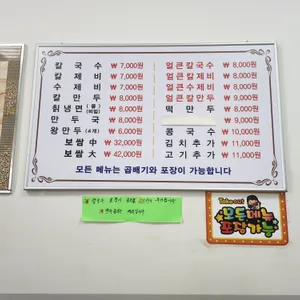 칼국수 ₩ 7,000원
칼제비 ₩ 7,000원
수제비 ₩ 7,000원
칼만두 ₩ 8,000원
칡냉면 (물) (비빔) ₩ 8,000원
만두국 ₩ 8,000원
왕만두 (4개) ₩ 6,000원
보쌈 中 ₩ 32,000원
보쌈 大 ₩ 42,000원
얼큰칼국수 ₩ 8,000원
얼큰칼제비 ₩ 8,000원
얼큰수제비 ₩ 8,000원
얼큰칼만두 ₩ 9,000원
떡만두 ₩ 8,000원
₩ 9,000원
콩국수 ₩ 10,000원
김치추가 ₩ 11,000원
고기추가 ₩ 11,000원
모든 메뉴는 곱배기와 포장이 가능합니다
Take out
모든메뉴
포장가능